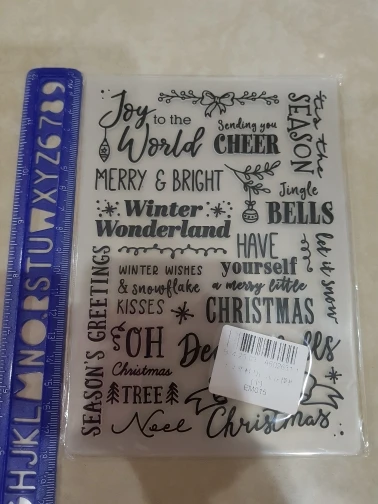 Joy
to the
World
Sending you
CHEER
'tis the
SEASON
MERRY & BRIGHT
Jingle
BELLS
Winter
Wonderland
HAVE
yourself
a merry little
CHRISTMAS
let it snow
WINTER WISHES
& snowflake
KISSES
SEASON'S GREETINGS
OH
Christmas
TREE
Noel
Christmas
HJKLMNOPRSTUVWXYZ6789